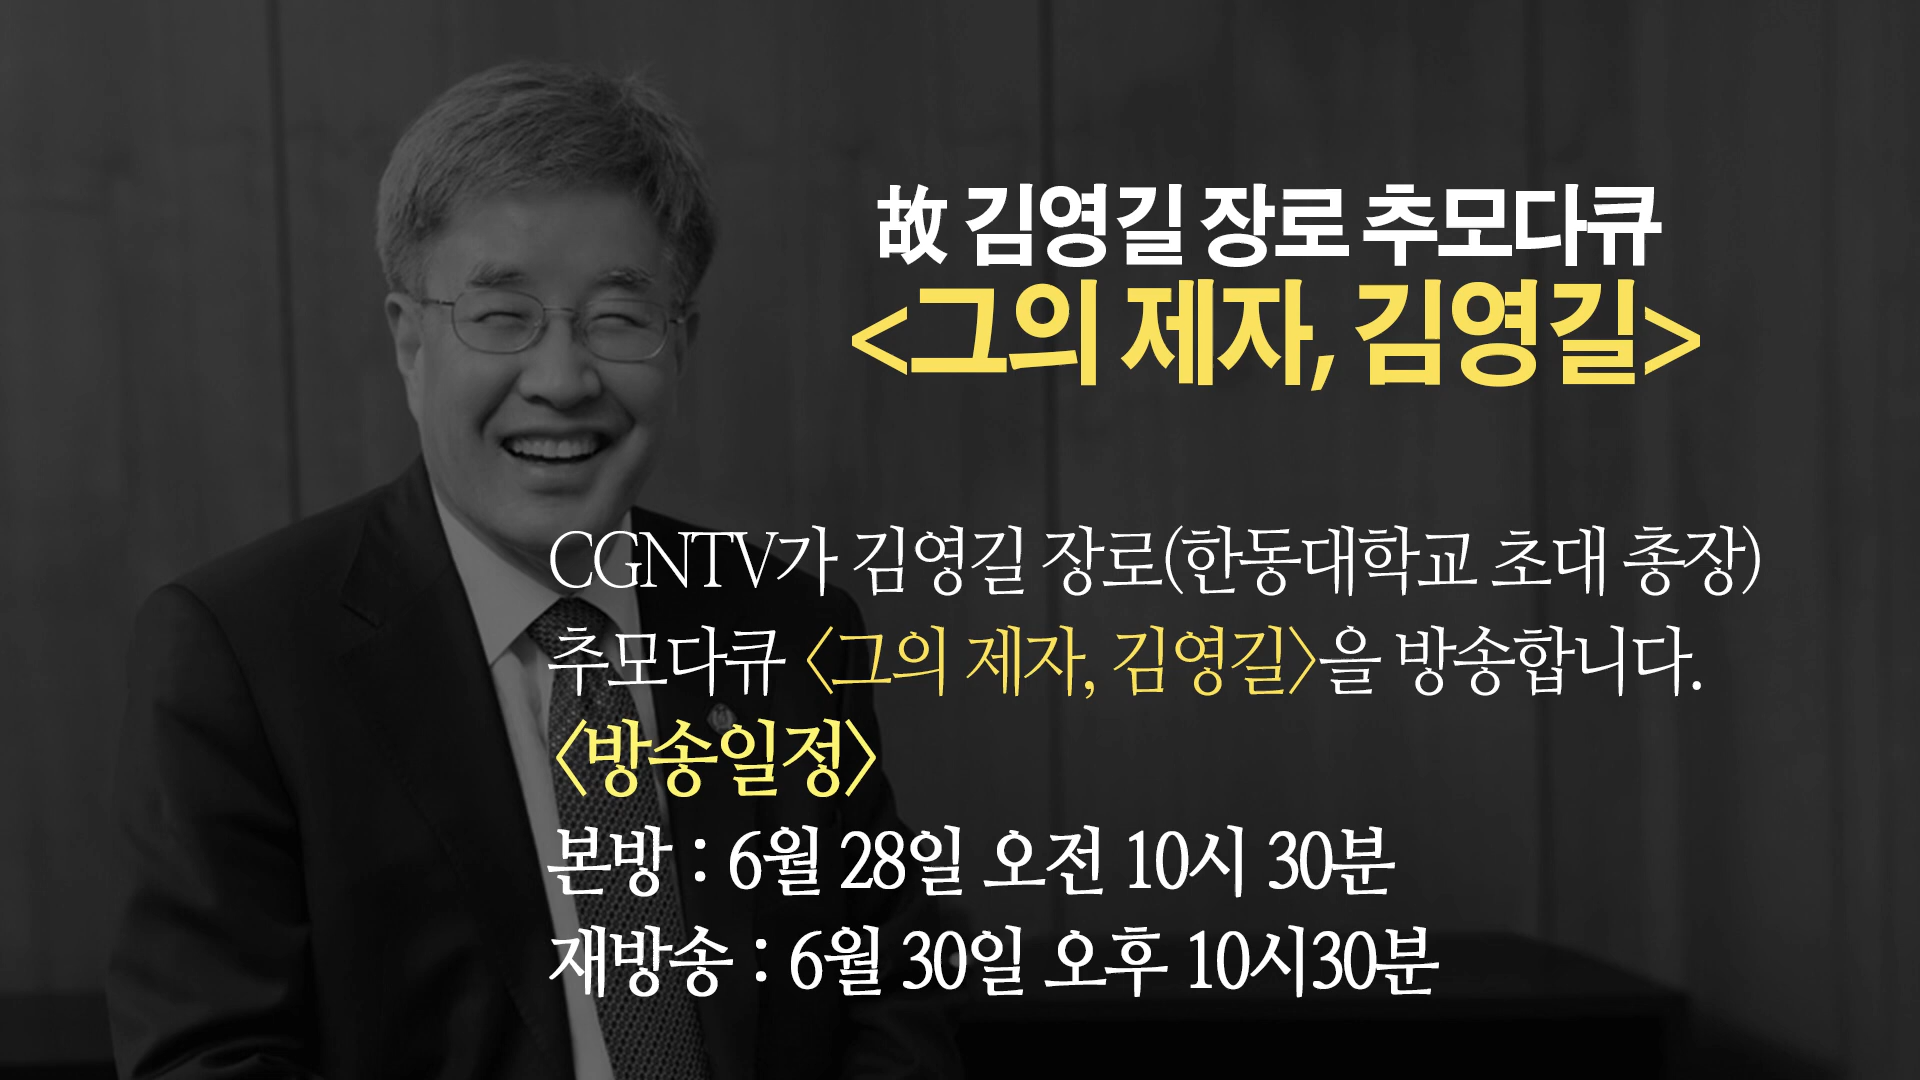 故 김영길 장로 추모다큐
<그의 제자, 김영길>
CGNTV가 김영길 장로(한동대학교 초대 총장)
추모다큐 〈그의 제자, 김영길〉을 방송합니다.
〈방송일정〉
본방 : 6월 28일 오전 10시 30분
재방송 : 6월 30일 오후 10시30분